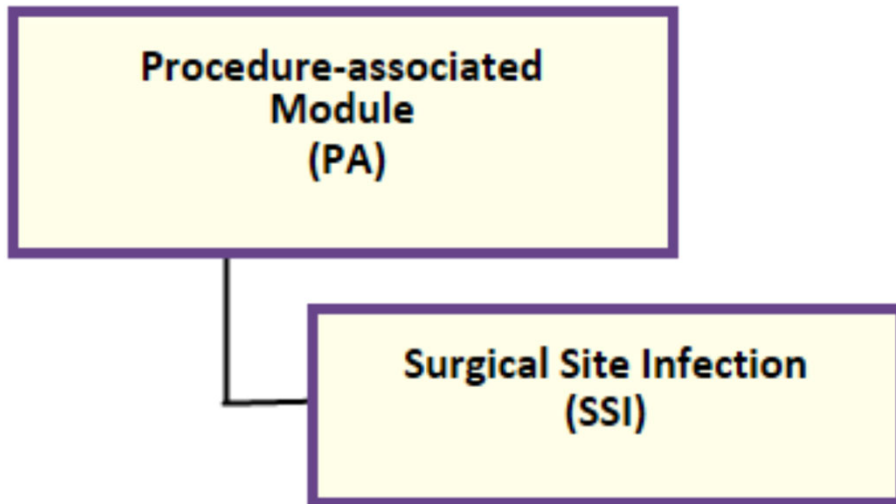 Procedure-associated
Module
(PA)
Surgical Site Infection
(SSI)